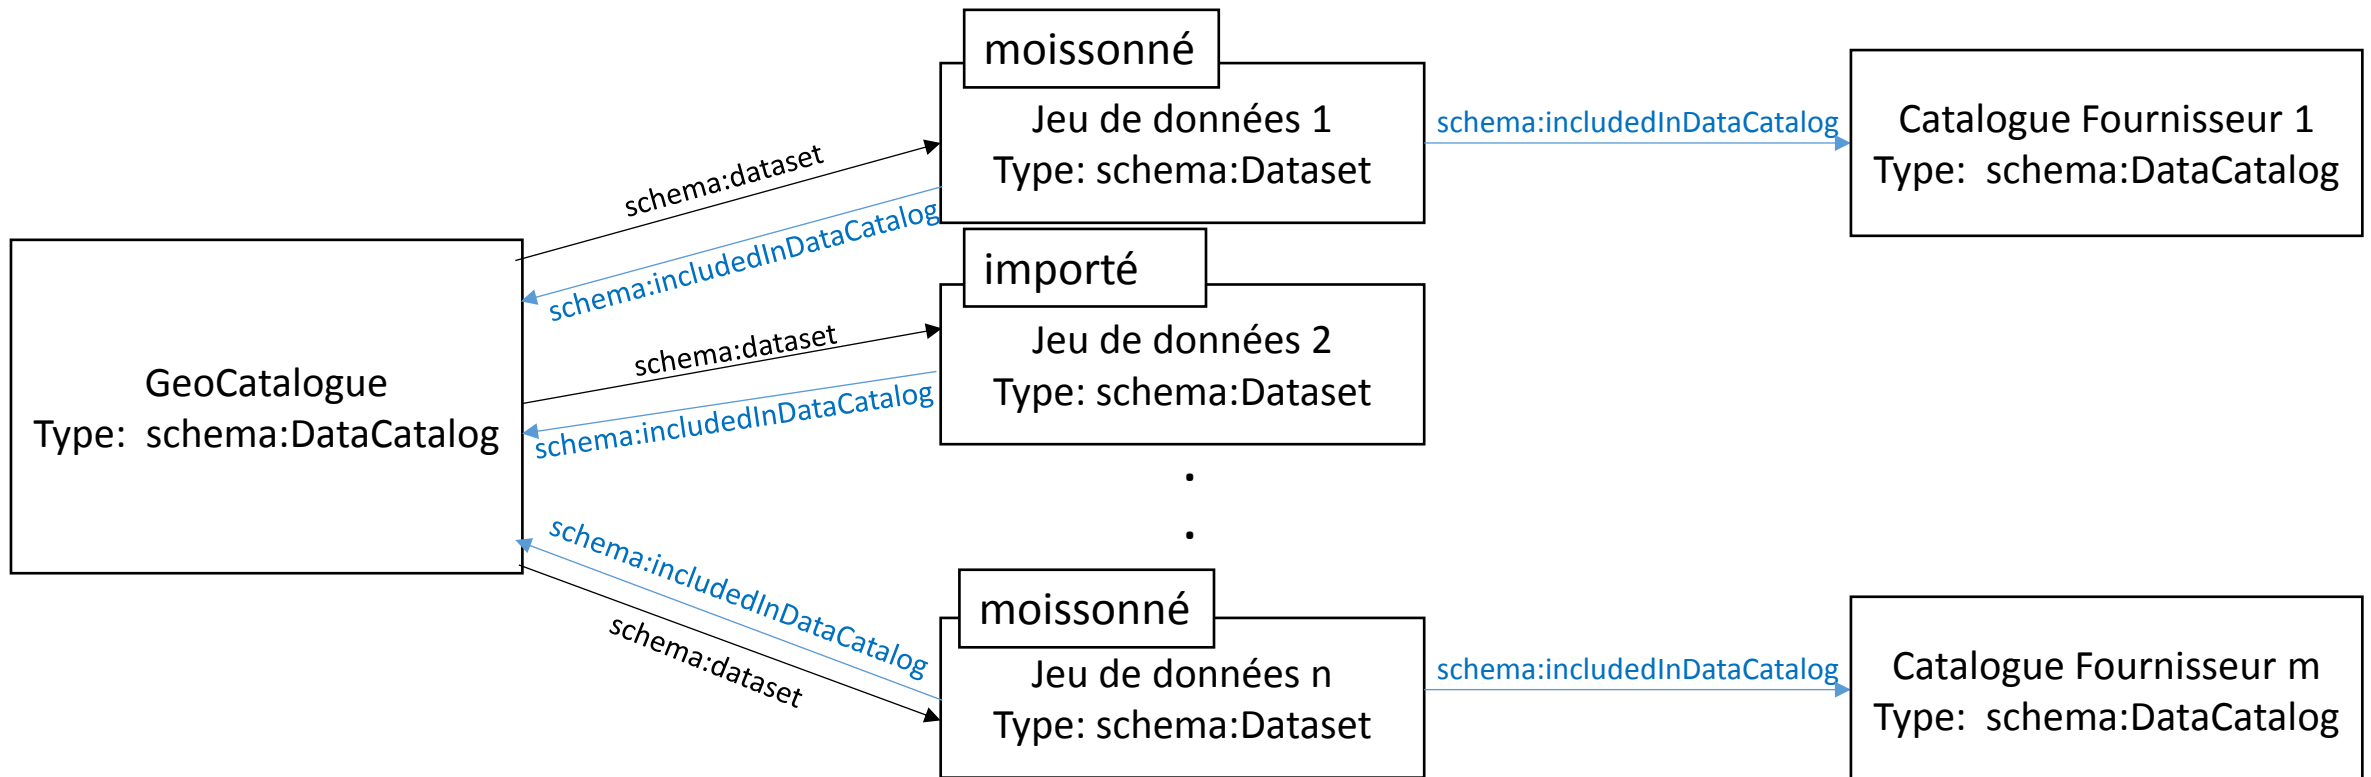 moissonné
Jeu de données 1
Type: schema:Dataset
schema:includedInDataCatalog
Catalogue Fournisseur 1
Type: schema:DataCatalog
schema:dataset
schema:includedInDataCatalog
importé
Jeu de données 2
Type: schema:Dataset
schema:dataset
schema:includedInDataCatalog
GeoCatalogue
Type: schema:DataCatalog
.
.
schema:includedInDataCatalog
schema:dataset
moissonné
Jeu de données n
Type: schema:Dataset
schema:includedInDataCatalog
Catalogue Fournisseur m
Type: schema:DataCatalog